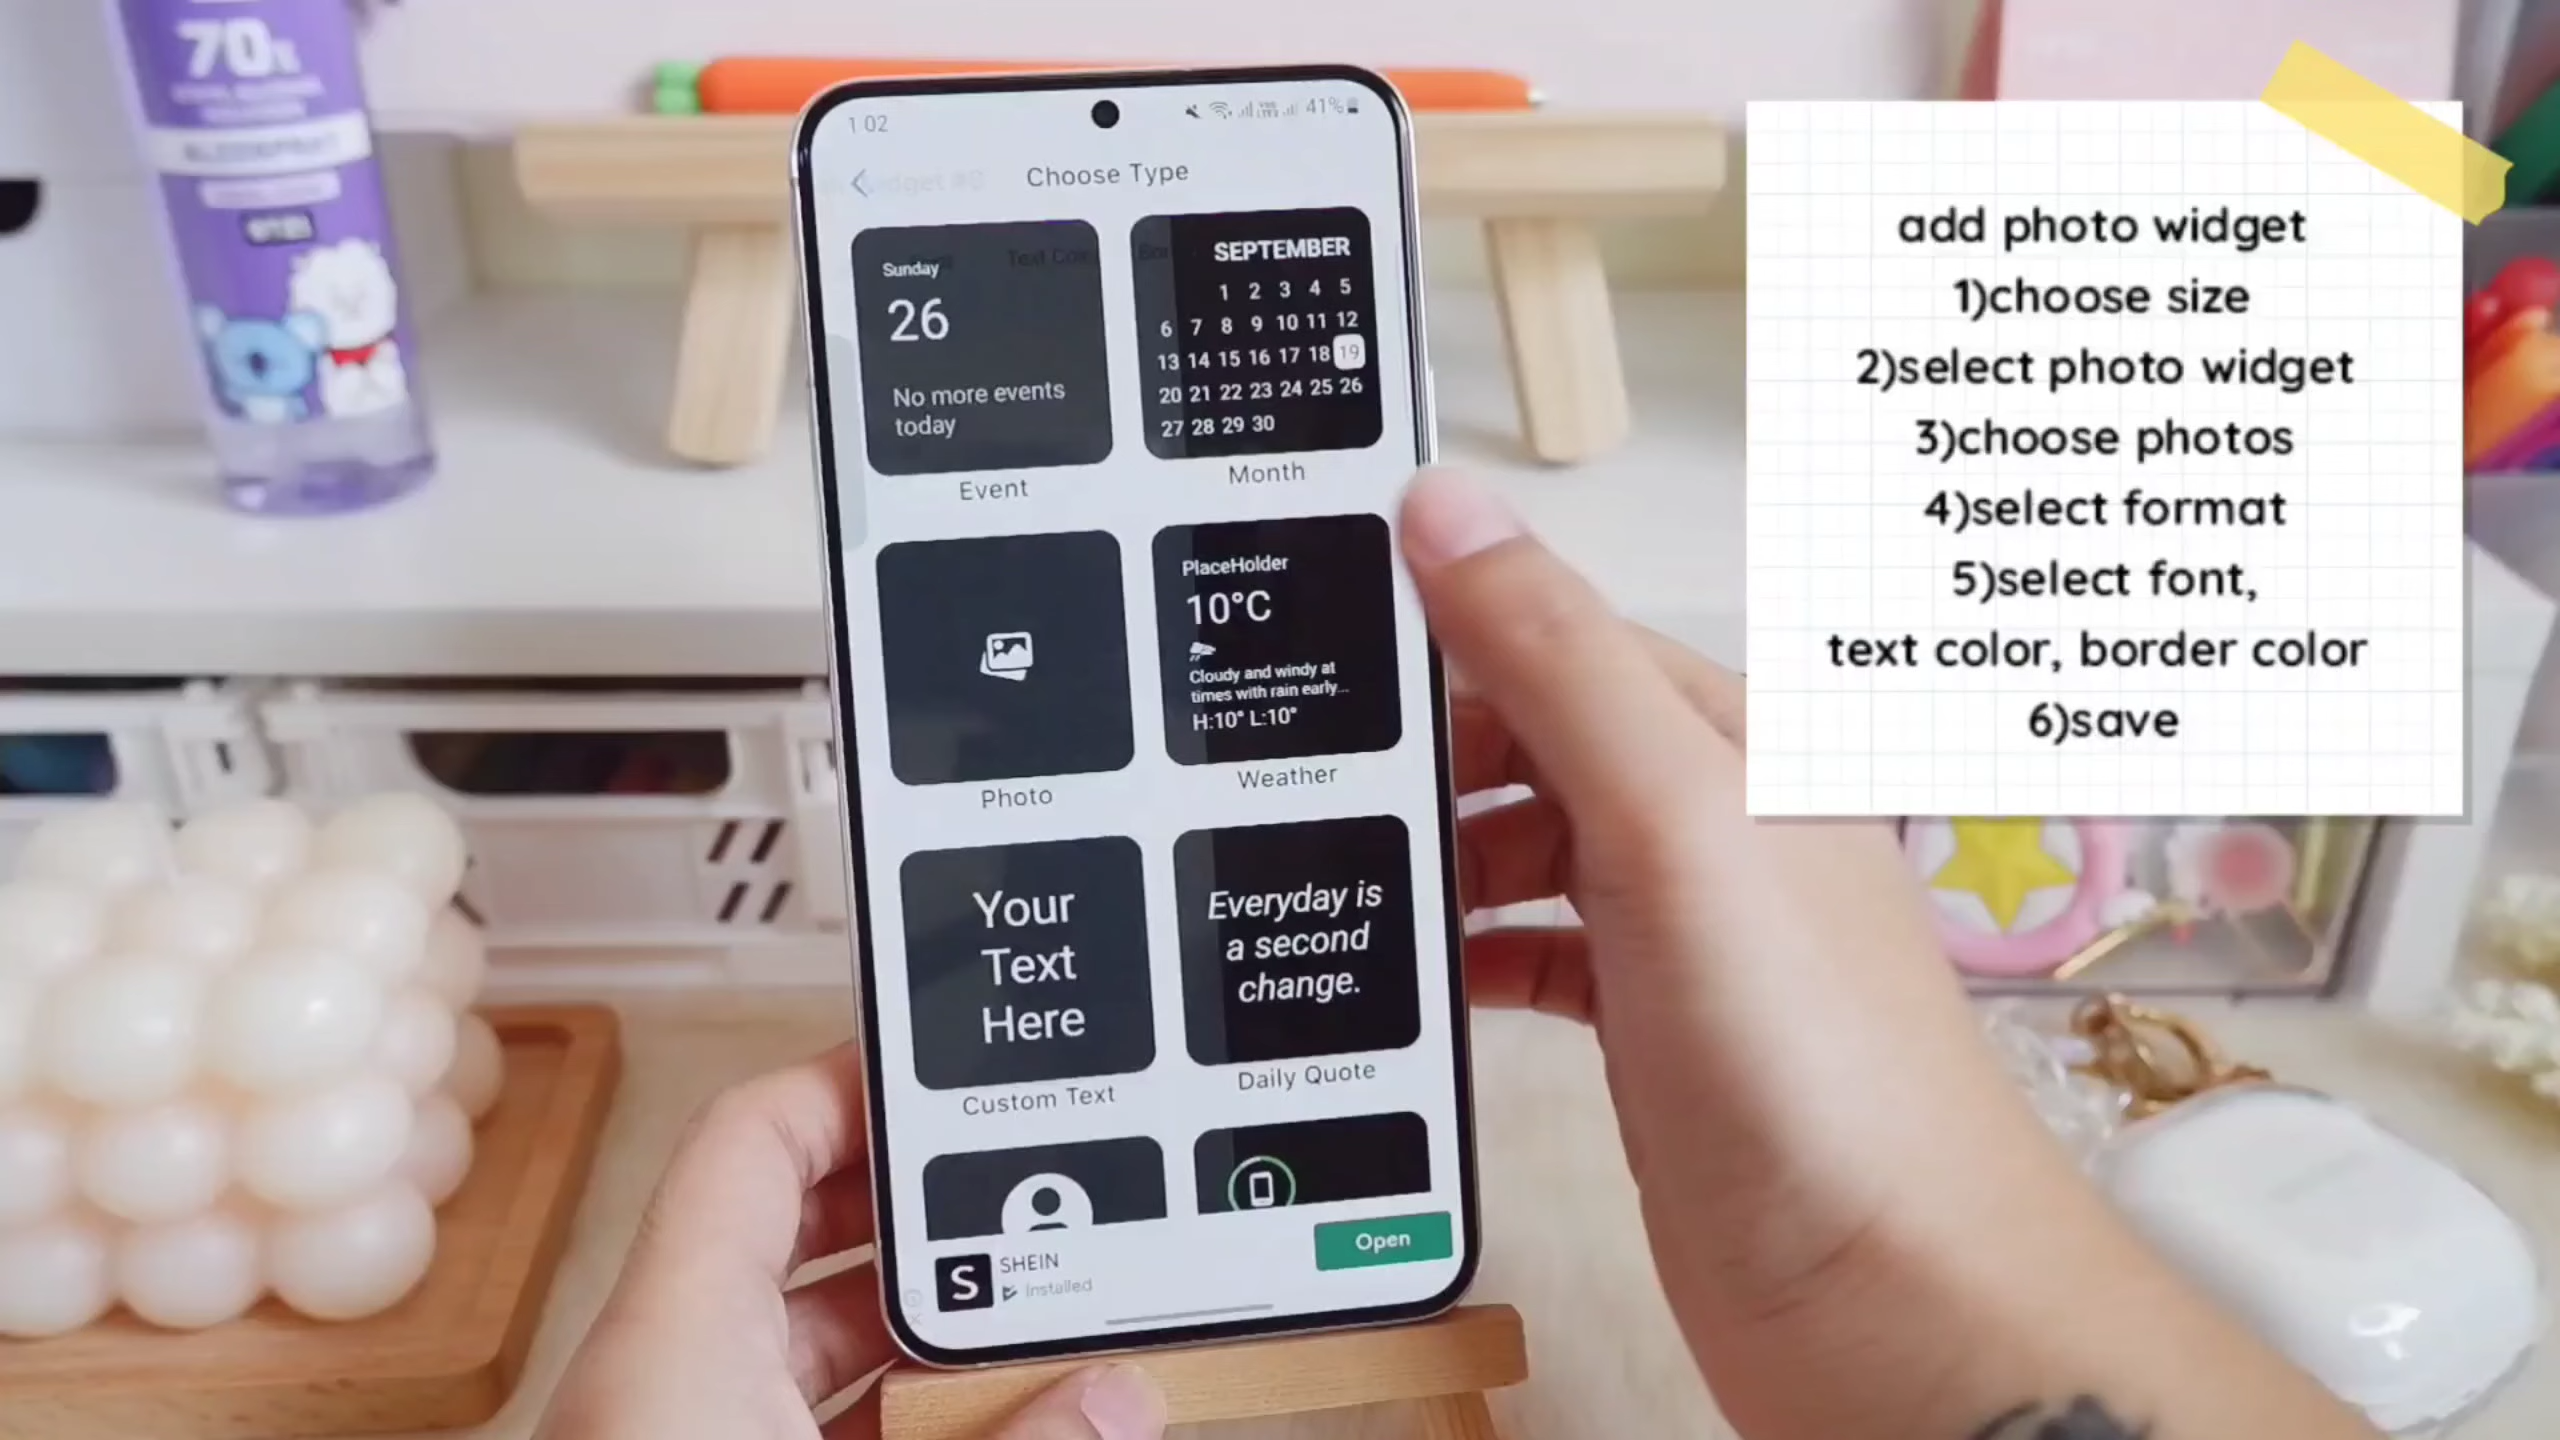 70%
1 02
41%
Choose Type
Sunday
26
No more events
today
Event
SEPTEMBER
1 2 3 4 5
6 7 8 9 10 11 12
13 14 15 16 17 18 19
20 21 22 23 24 25 26
27 28 29 30
Month
Photo
PlaceHolder
10°C
Cloudy and windy at
times with rain early...
H:10° L:10°
Weather
Your
Text
Here
Custom Text
Everyday is
a second
change.
Daily Quote
S
SHEIN
Installed
Open
add photo widget
1)choose size
2)select photo widget
3)choose photos
4)select format
5)select font,
text color, border color
6)save